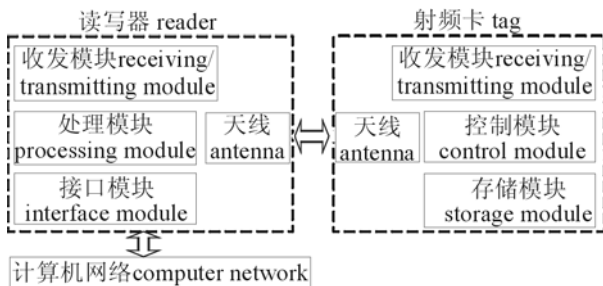 读写器 reader
收发模块receiving/
transmitting module
处理模块
processing module
天线
antenna
接口模块
interface module
计算机网络computer network
射频卡 tag
收发模块receiving/
transmitting module
天线
antenna
控制模块
control module
存储模块
storage module